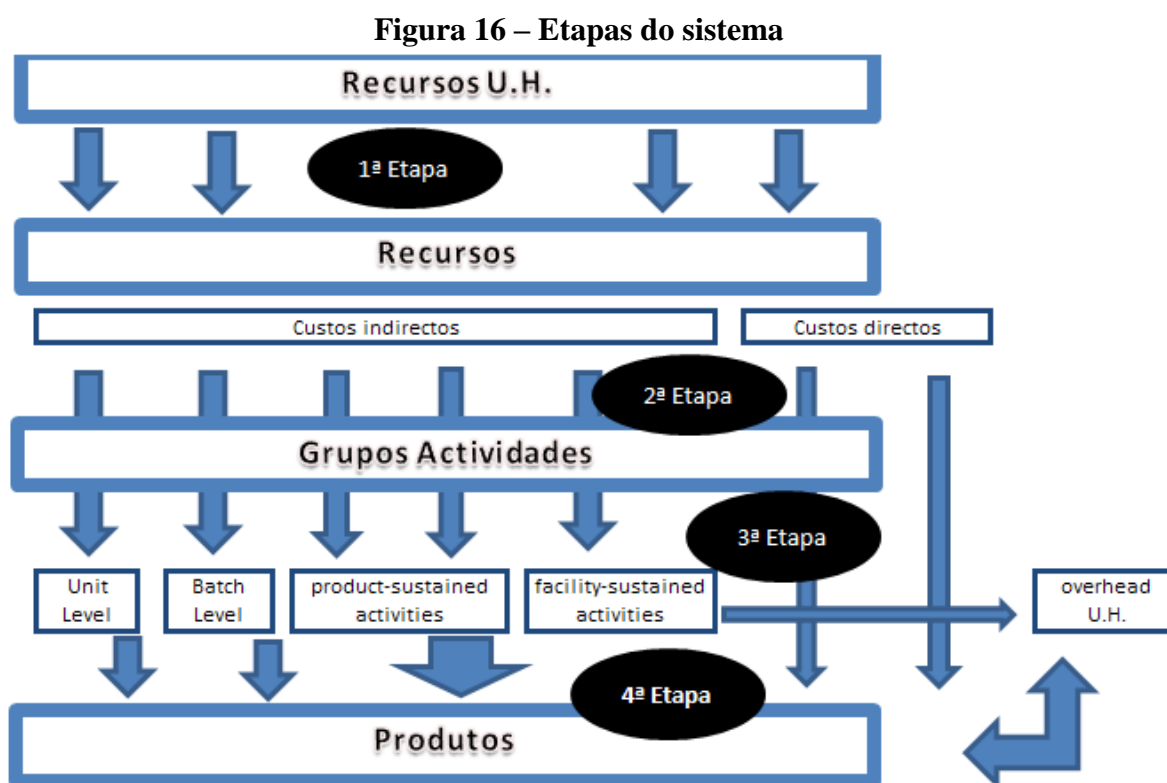 Figura 16 – Etapas do sistema
Recursos U.H.
1ª Etapa
Recursos
Custos indirectos
Custos directos
2ª Etapa
Grupos Actividades
3ª Etapa
Unit
Level
Batch
Level
product-sustained
activities
facility-sustained
activities
overhead
U.H.
4ª Etapa
Produtos